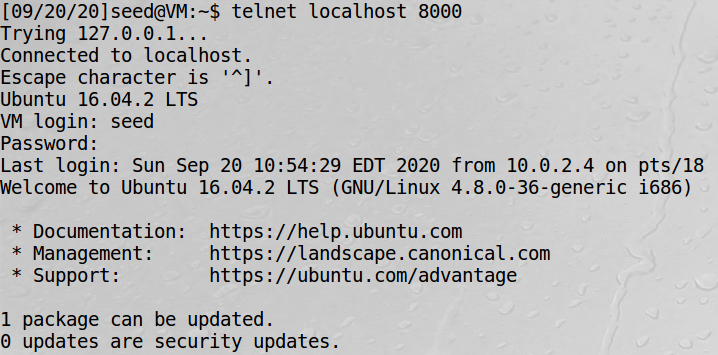 [09/20/20]seed@VM:~$ telnet localhost 8000
Trying 127.0.0.1...
Connected to localhost.
Escape character is '^]'.
Ubuntu 16.04.2 LTS
VM login: seed
Password:
Last login: Sun Sep 20 10:54:29 EDT 2020 from 10.0.2.4 on pts/18
Welcome to Ubuntu 16.04.2 LTS (GNU/Linux 4.8.0-36-generic i686)
* Documentation:  https://help.ubuntu.com
* Management:     https://landscape.canonical.com
* Support:        https://ubuntu.com/advantage
1 package can be updated.
0 updates are security updates.